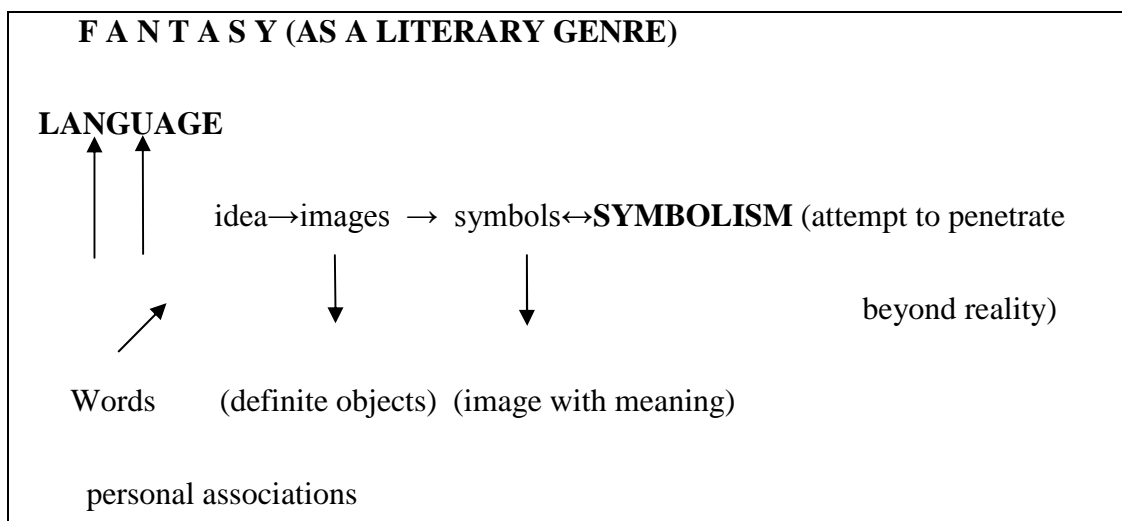 F A N T A S Y (AS A LITERARY GENRE)
LANGUAGE
idea→images → symbols↔SYMBOLISM (attempt to penetrate
beyond reality)
Words (definite objects) (image with meaning)
personal associations